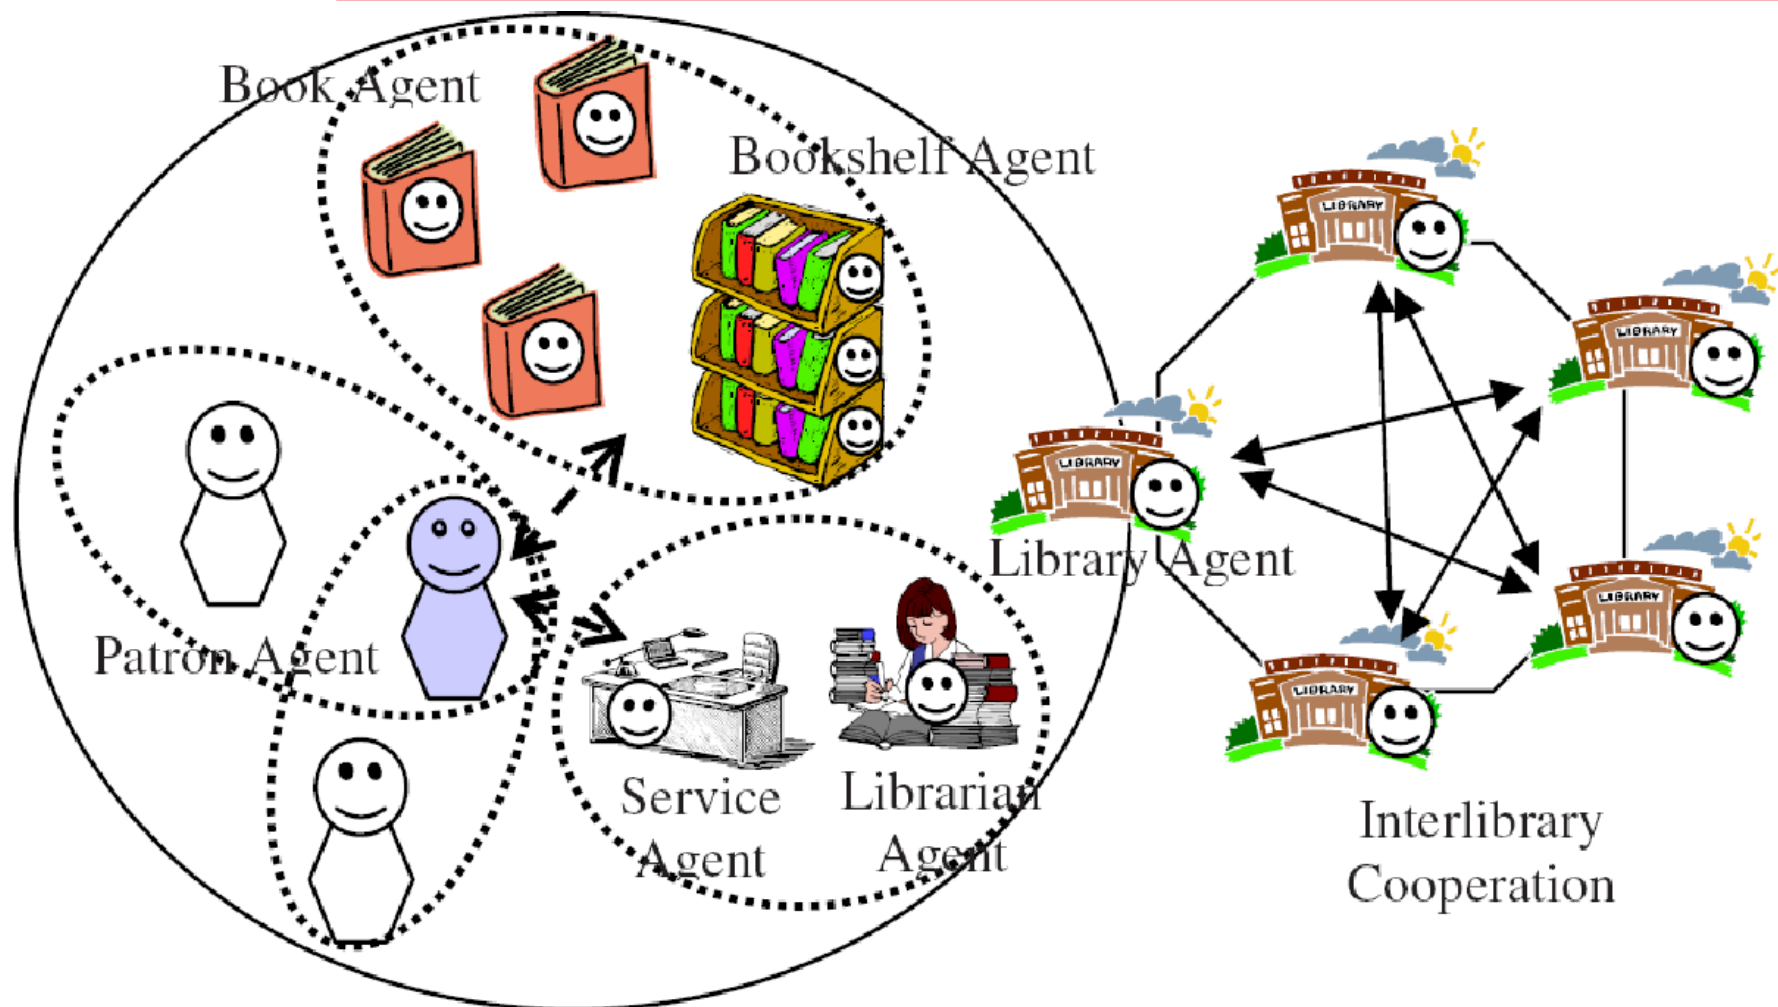 Book Agent
Bookshelf Agent
LIBRARY
LIBRARY
LIBRARY
Library Agent
LIBRARY
Patron Agent
LIBRARY
Service
Agent
Librarian
Agent
Interlibrary
Cooperation